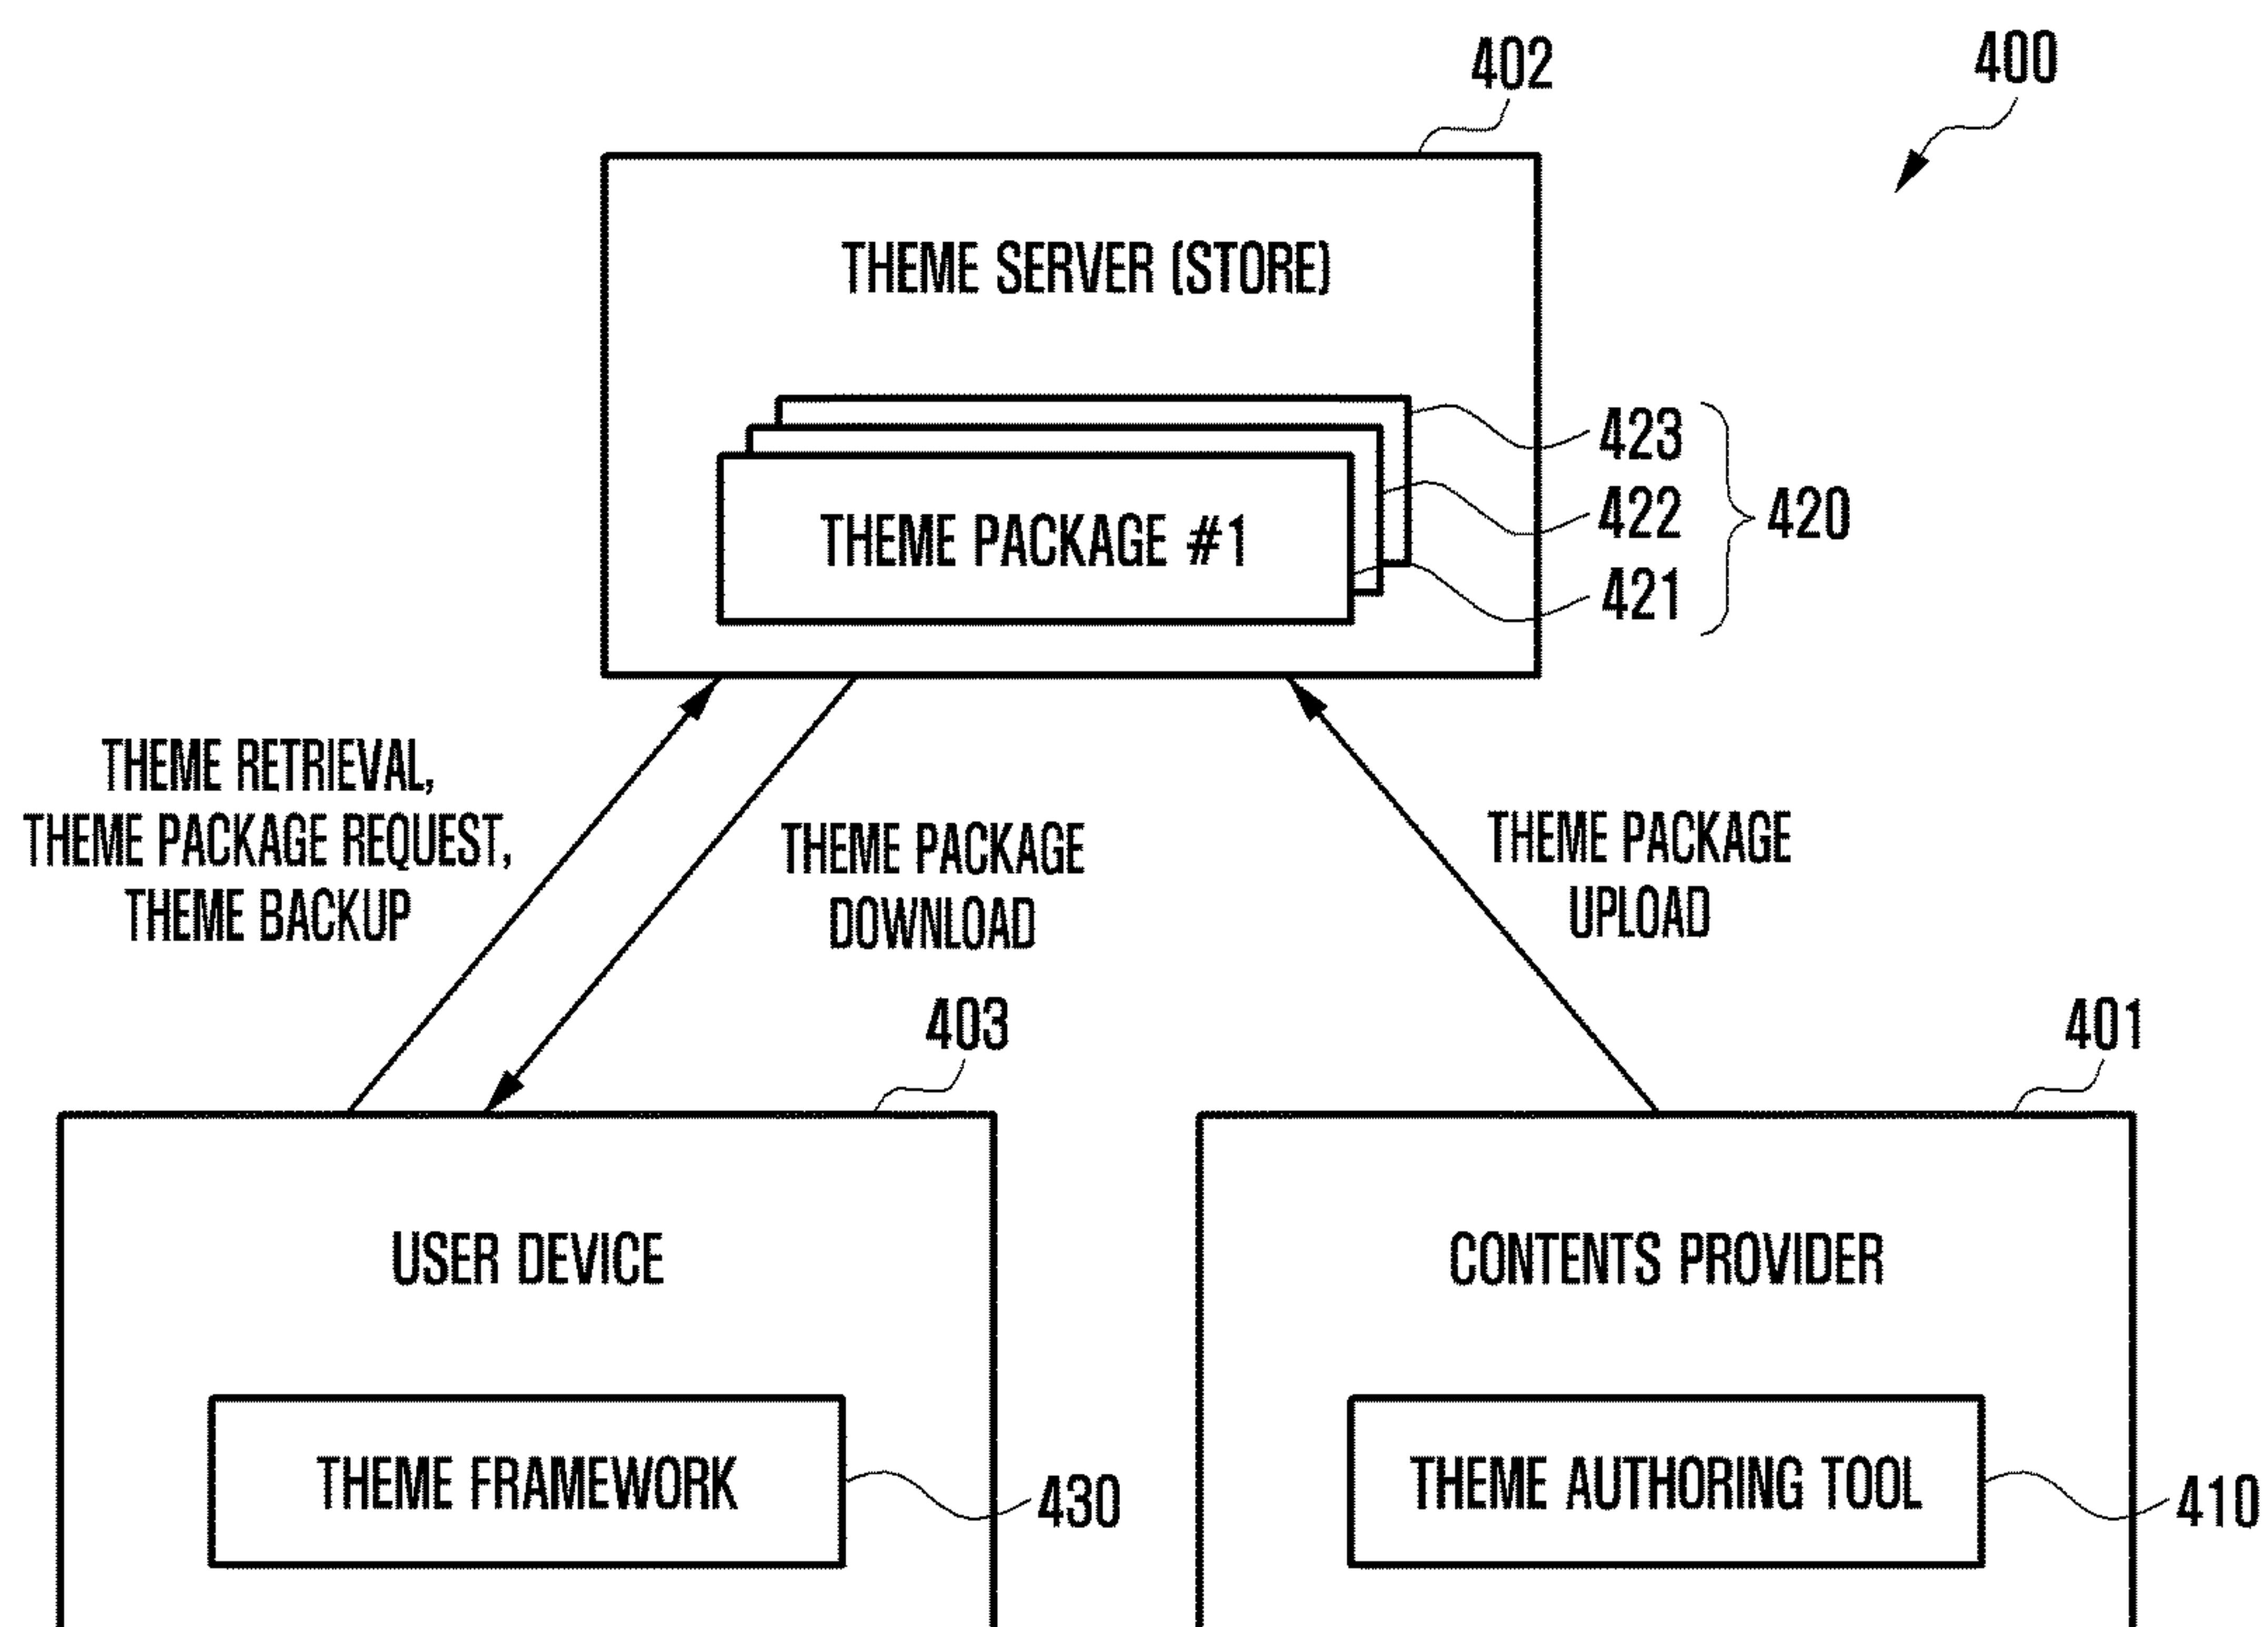 402
400
THEME SERVER (STORE)
423
422
421
420
THEME PACKAGE #1
THEME RETRIEVAL,
THEME PACKAGE REQUEST,
THEME BACKUP
THEME PACKAGE
DOWNLOAD
THEME PACKAGE
UPLOAD
403
401
USER DEVICE
CONTENTS PROVIDER
THEME FRAMEWORK
430
THEME AUTHORING TOOL
410